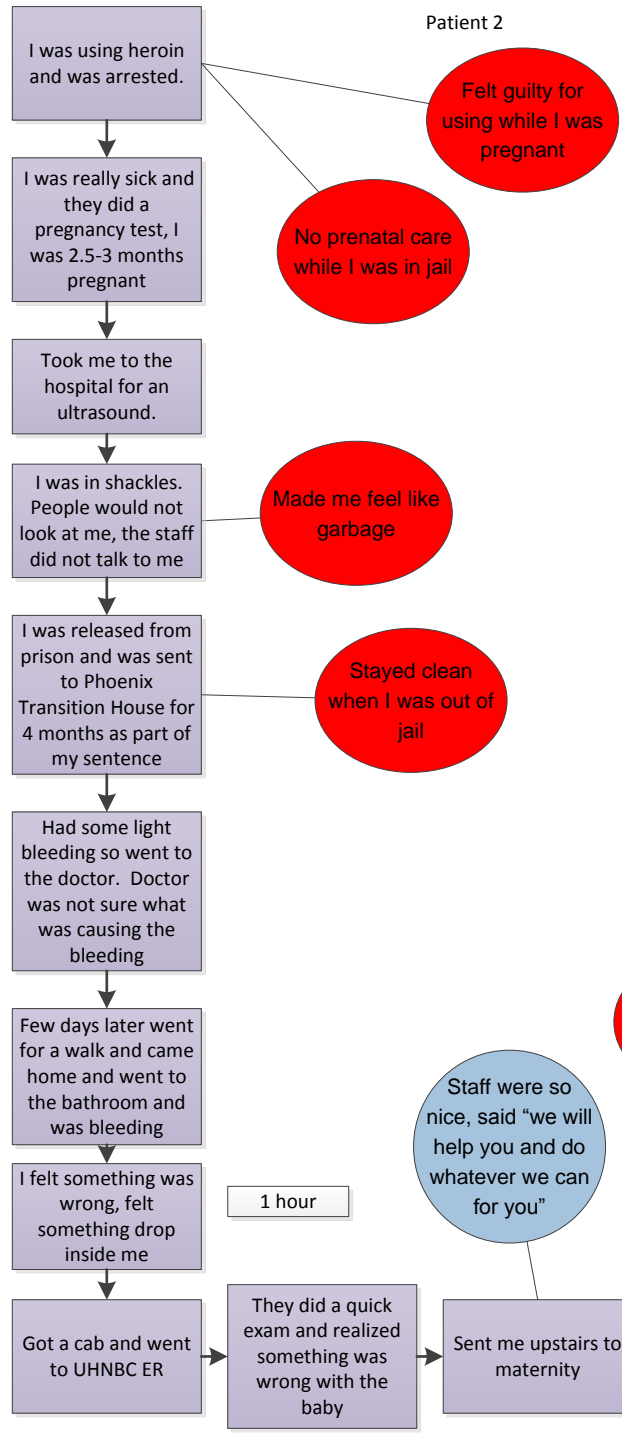 Patient 2
I was using heroin
and was arrested.
Felt guilty for
using while I was
pregnant
I was really sick and
they did a
pregnancy test, I
was 2.5-3 months
pregnant
No prenatal care
while I was in jail
Took me to the
hospital for an
ultrasound.
I was in shackles.
People would not
look at me, the staff
did not talk to me
Made me feel like
garbage
I was released from
prison and was sent
to Phoenix
Transition House for
4 months as part of
my sentence
Stayed clean
when I was out of
jail
Had some light
bleeding so went to
the doctor.  Doctor
was not sure what
was causing the
bleeding
Few days later went
for a walk and came
home and went to
the bathroom and
was bleeding
Staff were so
nice, said “we will
help you and do
whatever we can
for you”
I felt something was
wrong, felt
something drop
inside me
1 hour
Got a cab and went
to UHNBC ER
They did a quick
exam and realized
something was
wrong with the
baby
Sent me upstairs to
maternity